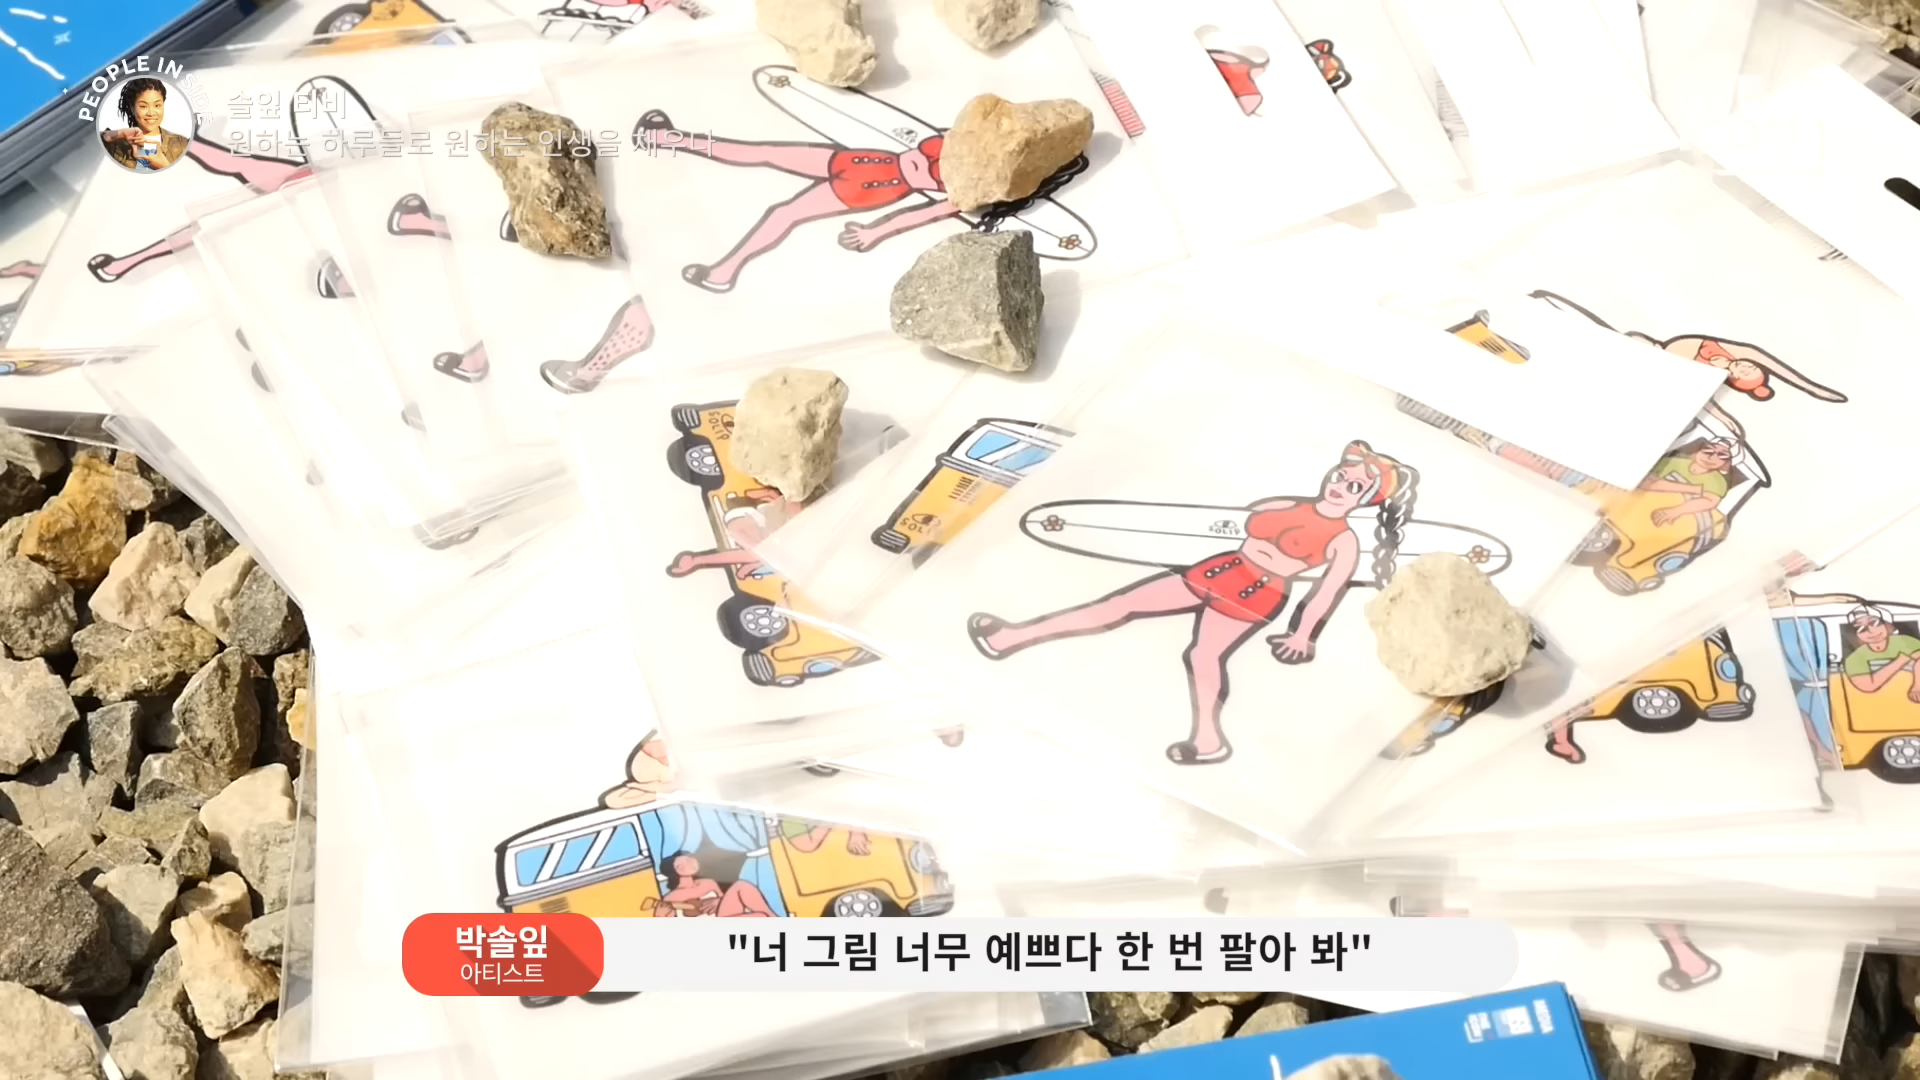 PEOPLE INSIDE
솔잎 티비
원하는 하루들로 원하는 인생을 채우다
SOLIP
SOLIP
SOLIP
박솔잎
아티스트
"너 그림 너무 예쁘다 한 번 팔아 봐"